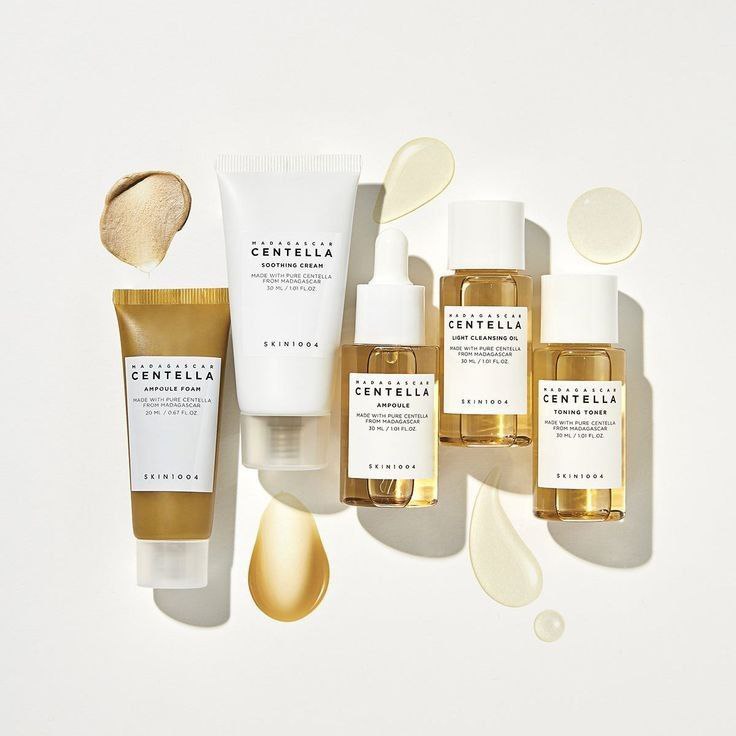 MADAGASCAR
CENTELLA
AMPOULE FOAM
MADE WITH PURE CENTELLA
FROM MADAGASCAR
20 ML / 0.67 FL.OZ.
SKIN1004
MADAGASCAR
CENTELLA
SOOTHING CREAM
MADE WITH PURE CENTELLA
FROM MADAGASCAR
30 ML / 1.01 FL.OZ.
SKIN1004
MADAGASCAR
CENTELLA
AMPOULE
MADE WITH PURE CENTELLA
FROM MADAGASCAR
30 ML / 1.01 FL.OZ.
SKIN1004
MADAGASCAR
CENTELLA
LIGHT CLEANSING OIL
MADE WITH PURE CENTELLA
FROM MADAGASCAR
30 ML / 1.01 FL.OZ.
SKIN1004
MADAGASCAR
CENTELLA
TONING TONER
MADE WITH PURE CENTELLA
FROM MADAGASCAR
30 ML / 1.01 FL.OZ.
SKIN1004